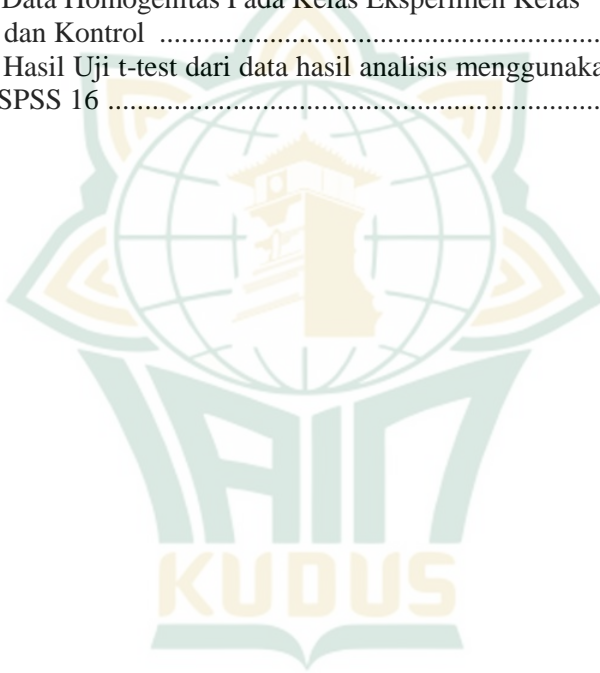 Data Homogenitas Pada Kelas Eksperimen Kelas
dan Kontrol ................................................................
Hasil Uji t-test dari data hasil analisis menggunaka
SPSS 16 ........................................................................
IAIN
KUDUS